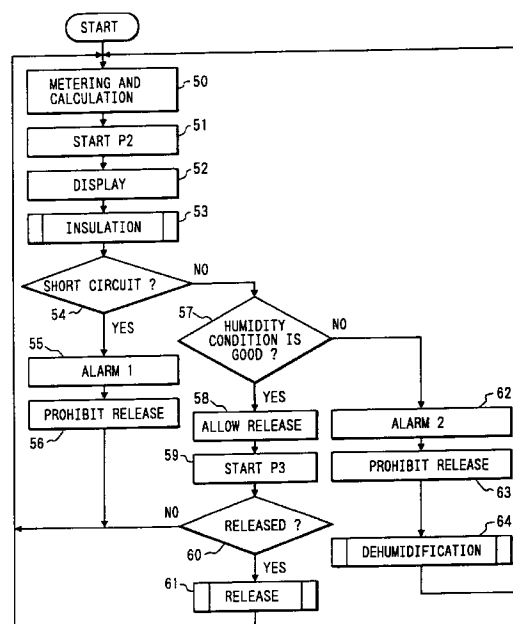 START
METERING AND
CALCULATION
50
START P2
51
DISPLAY
52
INSULATION
53
SHORT CIRCUIT ?
54
NO
YES
57
HUMIDITY
CONDITION IS
GOOD ?
NO
YES
55
ALARM 1
PROHIBIT RELEASE
56
58
ALLOW RELEASE
59
START P3
62
ALARM 2
PROHIBIT RELEASE
63
NO
RELEASED ?
60
YES
64
DEHUMIDIFICATION
61
RELEASE